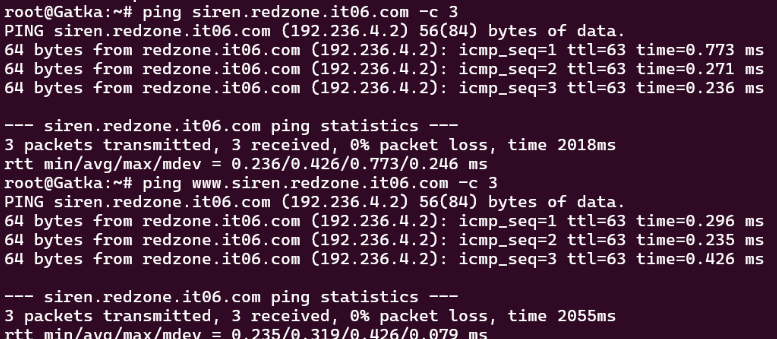 root@Gatka:~# ping siren.redzone.it06.com -c 3
PING siren.redzone.it06.com (192.236.4.2) 56(84) bytes of data.
64 bytes from redzone.it06.com (192.236.4.2): icmp_seq=1 ttl=63 time=0.773 ms
64 bytes from redzone.it06.com (192.236.4.2): icmp_seq=2 ttl=63 time=0.271 ms
64 bytes from redzone.it06.com (192.236.4.2): icmp_seq=3 ttl=63 time=0.236 ms

--- siren.redzone.it06.com ping statistics ---
3 packets transmitted, 3 received, 0% packet loss, time 2018ms
rtt min/avg/max/mdev = 0.236/0.426/0.773/0.246 ms
root@Gatka:~# ping www.siren.redzone.it06.com -c 3
PING siren.redzone.it06.com (192.236.4.2) 56(84) bytes of data.
64 bytes from redzone.it06.com (192.236.4.2): icmp_seq=1 ttl=63 time=0.296 ms
64 bytes from redzone.it06.com (192.236.4.2): icmp_seq=2 ttl=63 time=0.235 ms
64 bytes from redzone.it06.com (192.236.4.2): icmp_seq=3 ttl=63 time=0.426 ms

--- siren.redzone.it06.com ping statistics ---
3 packets transmitted, 3 received, 0% packet loss, time 2055ms
rtt min/avg/max/mdev = 0.235/0.319/0.426/0.079 ms